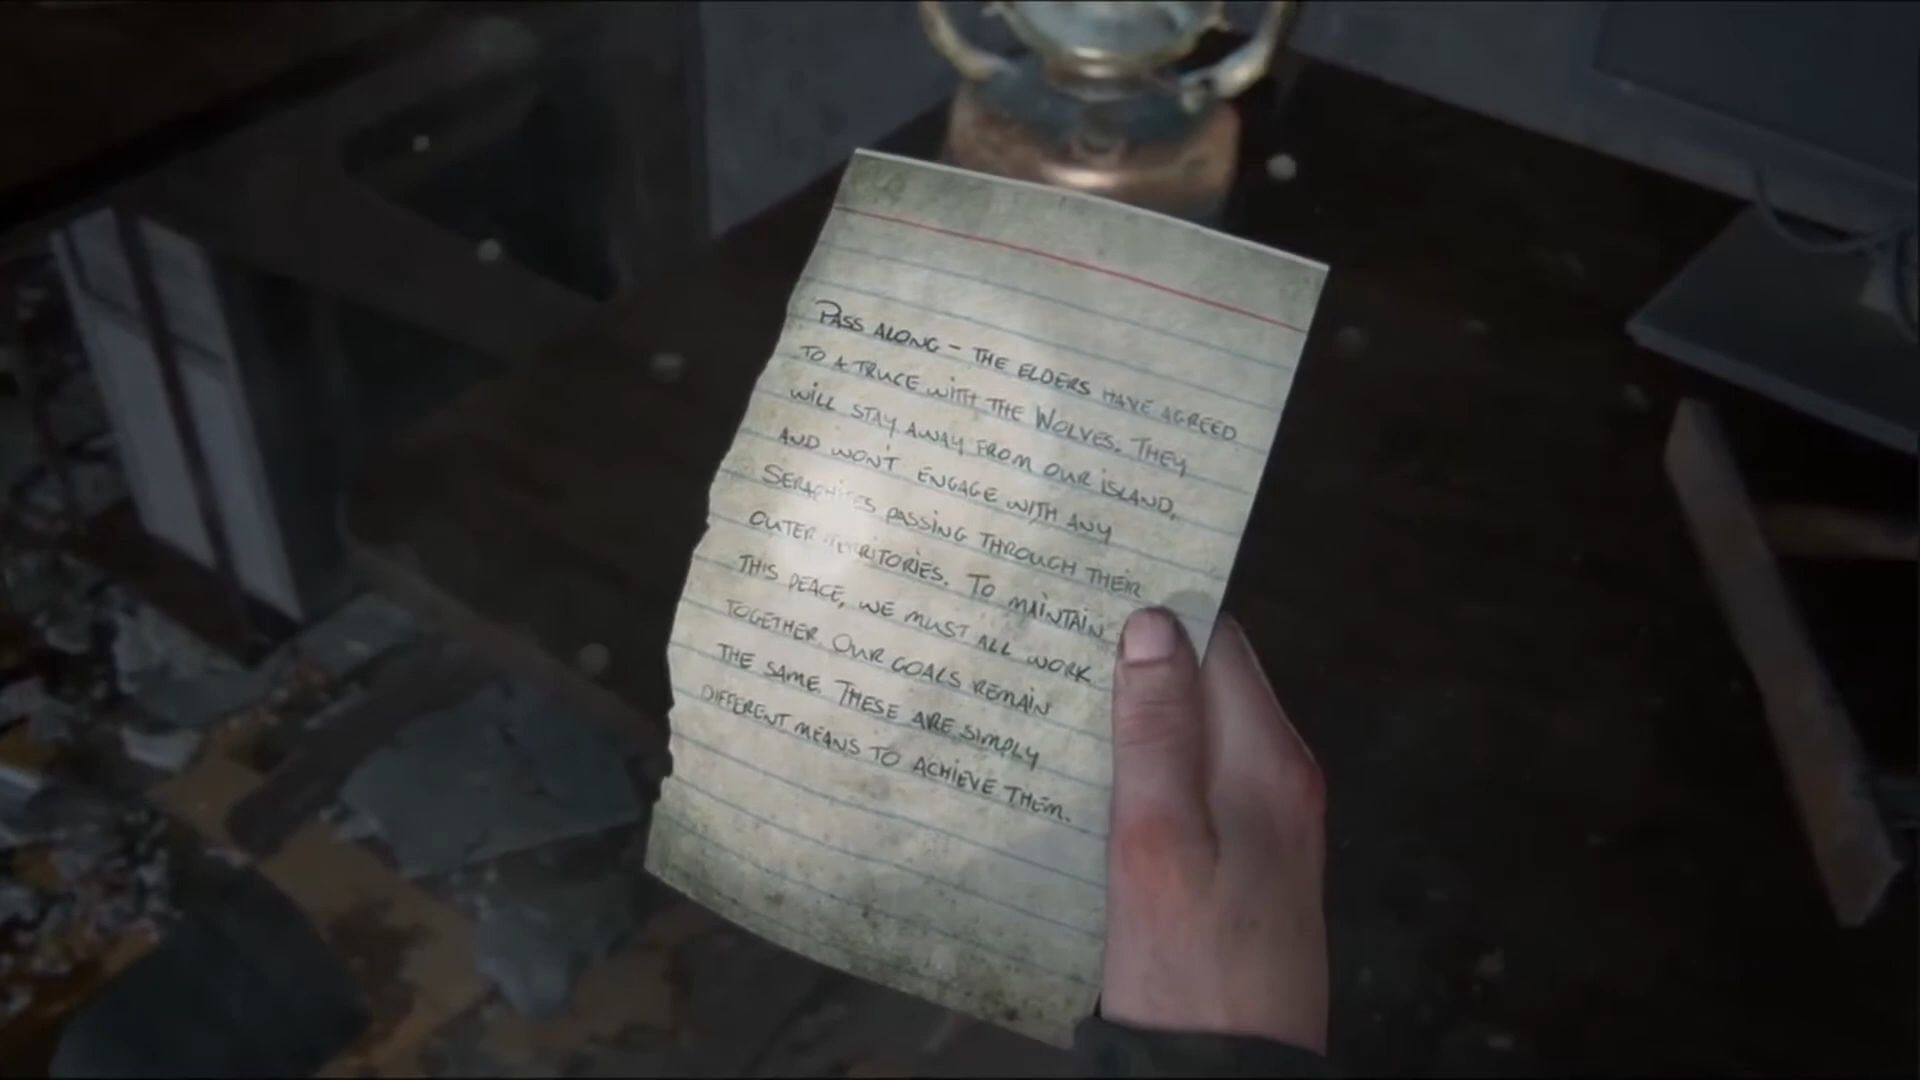 PASS ALONG - THE ELDERS HAVE AGREED
TO A TRUCE WITH THE WOLVES. THEY
WILL STAY AWAY FROM OUR ISLAND,
AND WON'T ENGAGE WITH ANY
SERAPHITES PASSING THROUGH THEIR
OUTER TERRITORIES. TO MAINTAIN
THIS PEACE, WE MUST ALL WORK
TOGETHER. OUR GOALS REMAIN
THE SAME. THESE ARE SIMPLY
DIFFERENT MEANS TO ACHIEVE THEM.